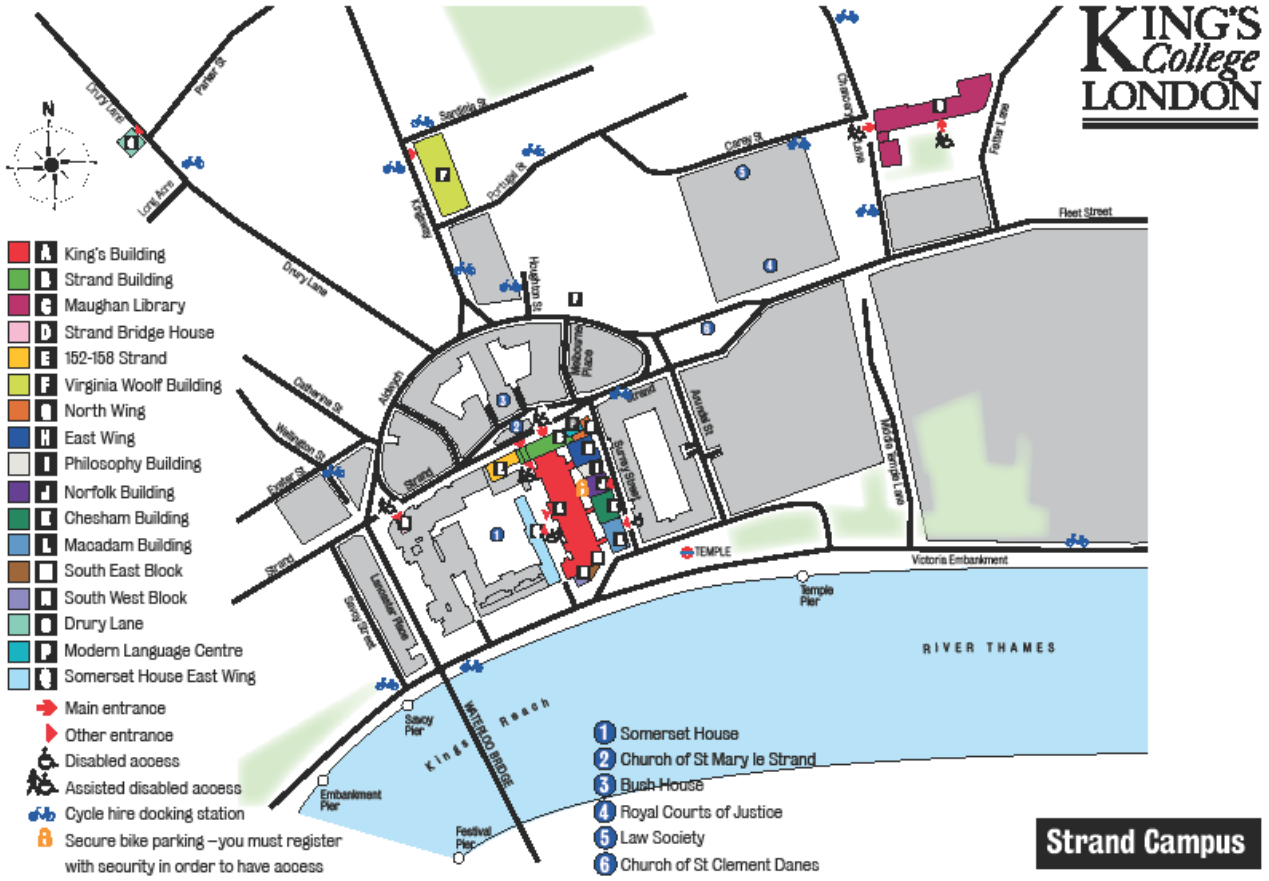 KING'S
College
LONDON
Drury Lane
Parker St
N
Long Acre
Sardinia St
Portugal St
Kingsway
Carey St
Chancery Lane
Fetter Lane
Fleet Street
F
Drury Lane
Houghton St
Melbourne Place
Aldwych
Catherine St
Wellington St
Exeter St
Strand
Strand
Strand
Surrey Street
Arundel St
Middle Temple Lane
Lancaster Place
Savoy Street
1
2
3
4
5
6
TEMPLE
Victoria Embankment
Temple Pier
RIVER THAMES
Kings Reach
WATERLOO BRIDGE
Savoy Pier
Embankment Pier
Festival Pier
A King's Building
B Strand Building
C Maughan Library
D Strand Bridge House
E 152-158 Strand
F Virginia Woolf Building
North Wing
H East Wing
I Philosophy Building
J Norfolk Building
Chesham Building
L Macadam Building
South East Block
South West Block
Drury Lane
P Modern Language Centre
Somerset House East Wing
Main entrance
Other entrance
Disabled access
Assisted disabled access
Cycle hire docking station
Secure bike parking – you must register
with security in order to have access
1 Somerset House
2 Church of St Mary le Strand
3 Bush House
4 Royal Courts of Justice
5 Law Society
6 Church of St Clement Danes
Strand Campus